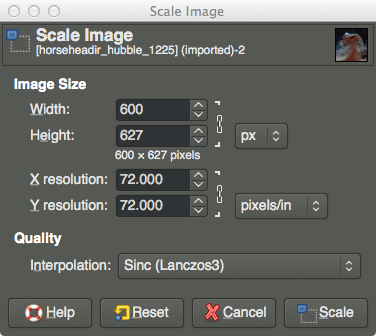 Scale Image
Scale Image
[horseheadir_hubble_1225] (imported)-2
Image Size
Width: 600
Height: 627 px
600 × 627 pixels
X resolution: 72.000
Y resolution: 72.000 pixels/in
Quality
Interpolation: Sinc (Lanczos3)
Help Reset Cancel Scale